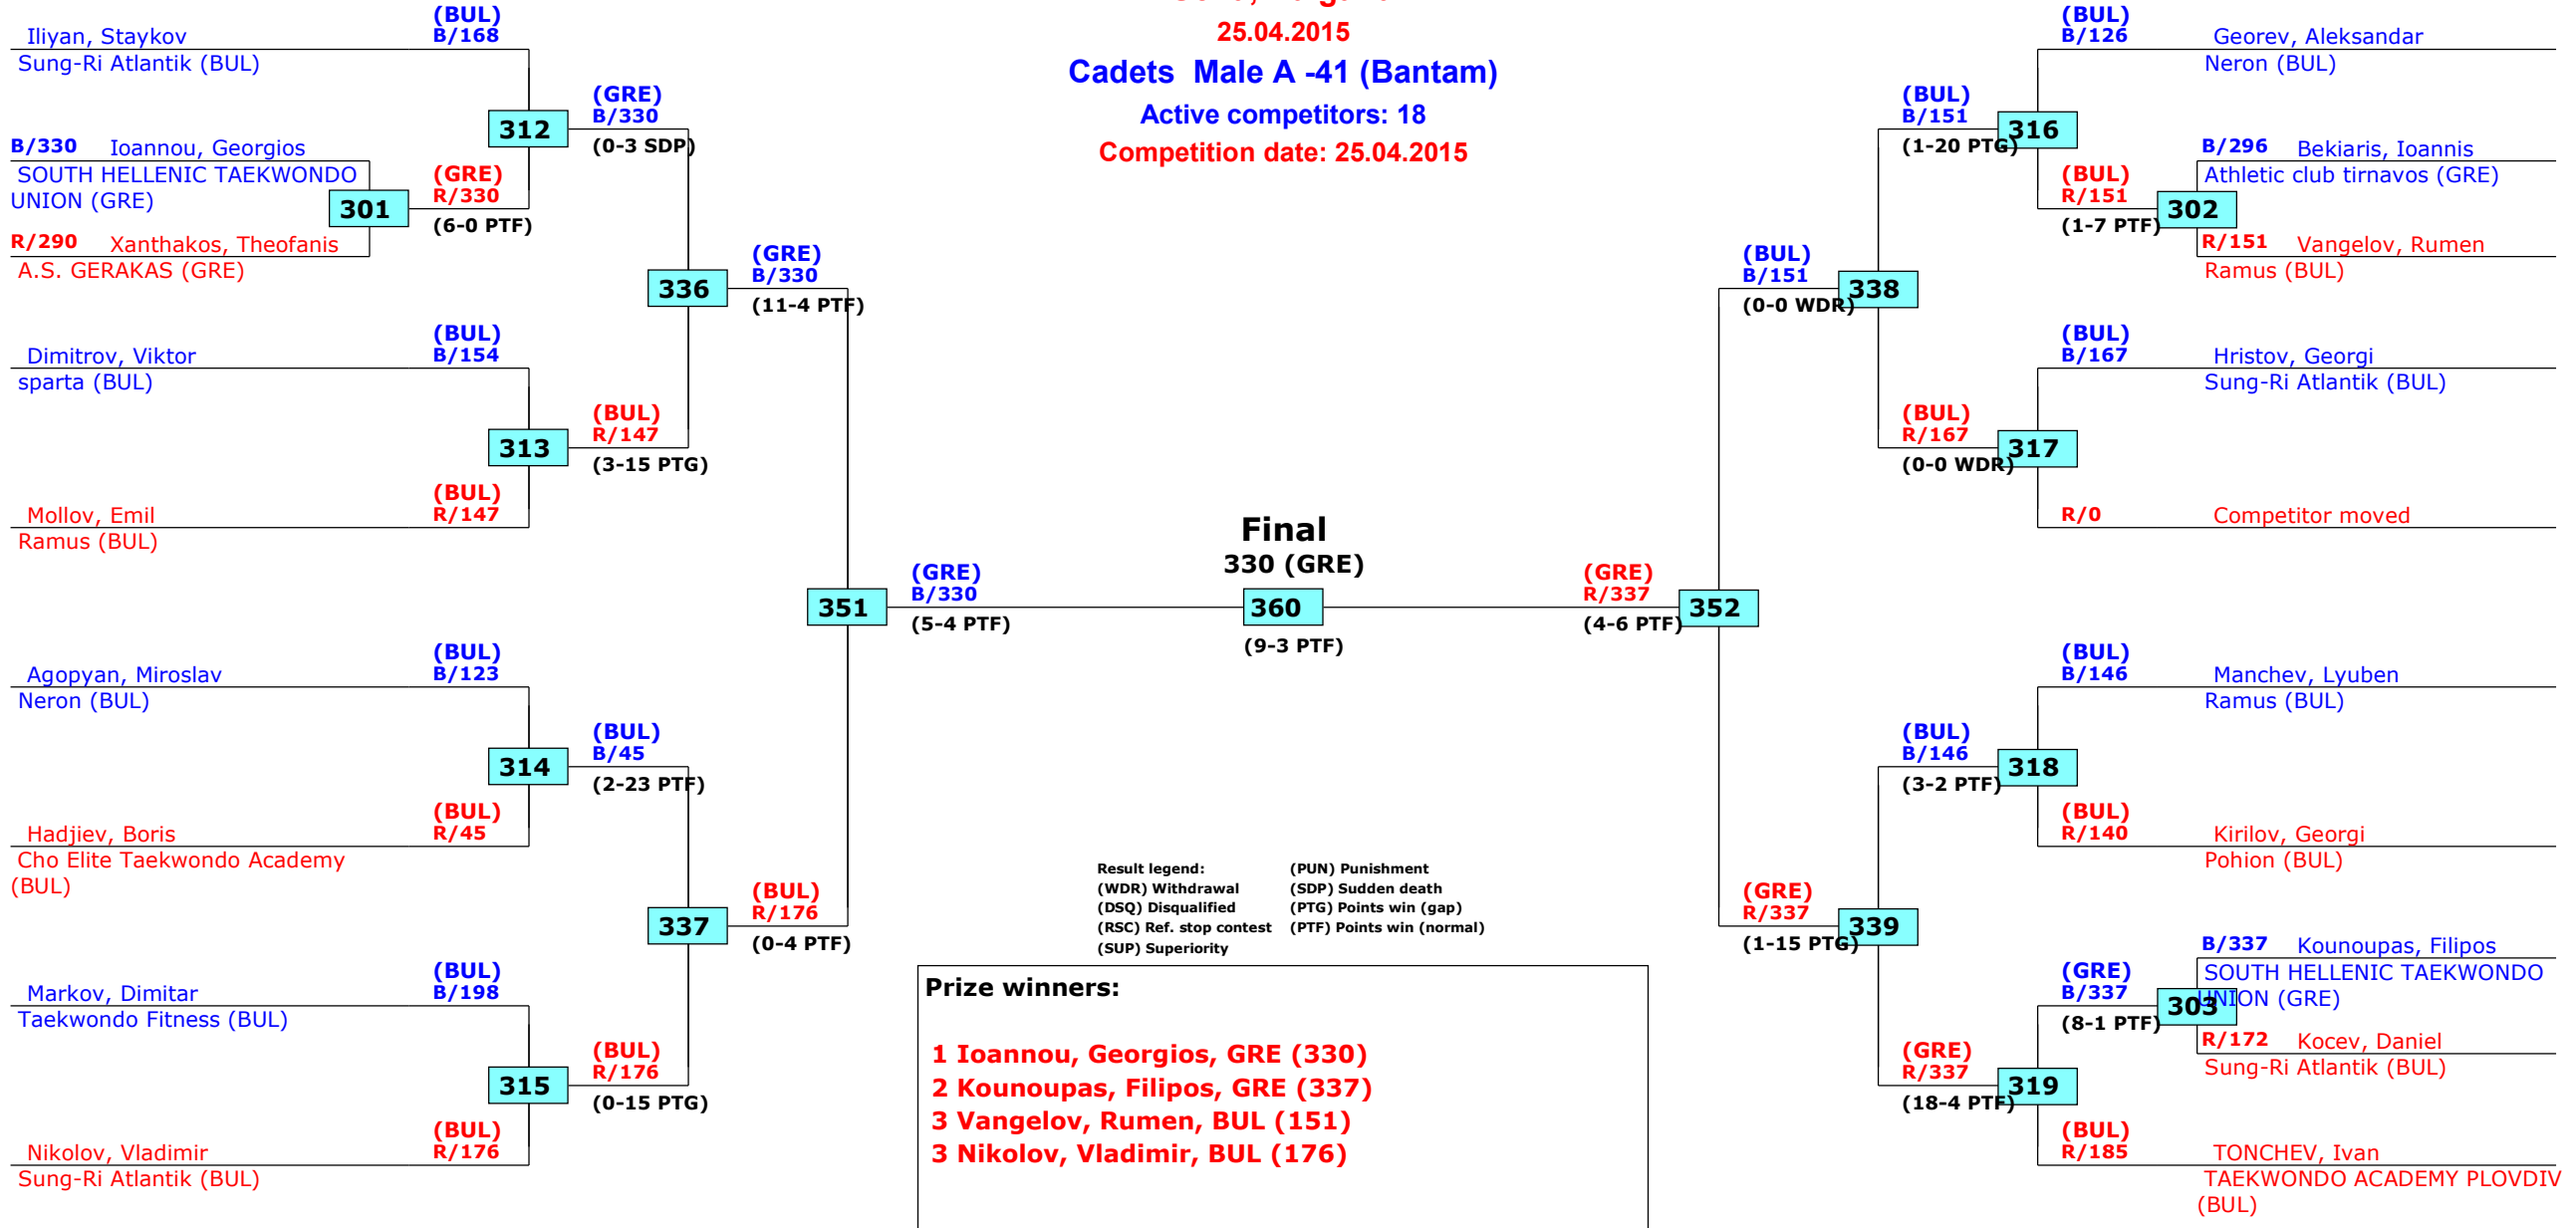 25.04.2015
Cadets Male A -41 (Bantam)
Active competitors: 18
Competition date: 25.04.2015
(BUL)
Iliyan, Staykov B/168
Sung-Ri Atlantik (BUL)
312
(GRE)
B/330
(0-3 SDP)
B/330 Ioannou, Georgios
SOUTH HELLENIC TAEKWONDO
UNION (GRE)
301
(GRE)
R/330
(6-0 PTF)
R/290 Xanthakos, Theofanis
A.S. GERAKAS (GRE)
336
(GRE)
B/330
(11-4 PTF)
(BUL)
Dimitrov, Viktor B/154
sparta (BUL)
313
(BUL)
R/147
(3-15 PTG)
(BUL)
Mollov, Emil R/147
Ramus (BUL)
351
(GRE)
B/330
(5-4 PTF)
(BUL)
Agopyan, Miroslav B/123
Neron (BUL)
314
(BUL)
B/45
(2-23 PTF)
(BUL)
Hadjiev, Boris R/45
Cho Elite Taekwondo Academy
(BUL)
337
(BUL)
R/176
(0-4 PTF)
(BUL)
Markov, Dimitar B/198
Taekwondo Fitness (BUL)
315
(BUL)
R/176
(0-15 PTG)
(BUL)
Nikolov, Vladimir R/176
Sung-Ri Atlantik (BUL)
Final
330 (GRE)
360
(9-3 PTF)
(GRE)
R/337
(4-6 PTF)
352
(BUL)
B/126 Georev, Aleksandar
Neron (BUL)
(BUL)
B/151
(1-20 PTG)
316
B/296 Bekiaris, Ioannis
Athletic club tirnavos (GRE)
(BUL)
R/151
(1-7 PTF)
302
R/151 Vangelov, Rumen
Ramus (BUL)
(BUL)
B/151
(0-0 WDR)
338
(BUL)
B/167 Hristov, Georgi
Sung-Ri Atlantik (BUL)
(BUL)
R/167
(0-0 WDR)
317
R/0 Competitor moved
(BUL)
B/146 Manchev, Lyuben
Ramus (BUL)
(BUL)
B/146
(3-2 PTF)
318
(BUL)
R/140 Kirilov, Georgi
Pohion (BUL)
(GRE)
R/337
(1-15 PTG)
339
B/337 Kounoupas, Filipos
SOUTH HELLENIC TAEKWONDO
UNION (GRE)
(GRE)
B/337
(8-1 PTF)
303
R/172 Kocev, Daniel
Sung-Ri Atlantik (BUL)
(GRE)
R/337
(18-4 PTF)
319
(BUL)
R/185 TONCHEV, Ivan
TAEKWONDO ACADEMY PLOVDIV
(BUL)
Result legend: (PUN) Punishment
(WDR) Withdrawal (SDP) Sudden death
(DSQ) Disqualified (PTG) Points win (gap)
(RSC) Ref. stop contest (PTF) Points win (normal)
(SUP) Superiority
Prize winners:
1 Ioannou, Georgios, GRE (330)
2 Kounoupas, Filipos, GRE (337)
3 Vangelov, Rumen, BUL (151)
3 Nikolov, Vladimir, BUL (176)